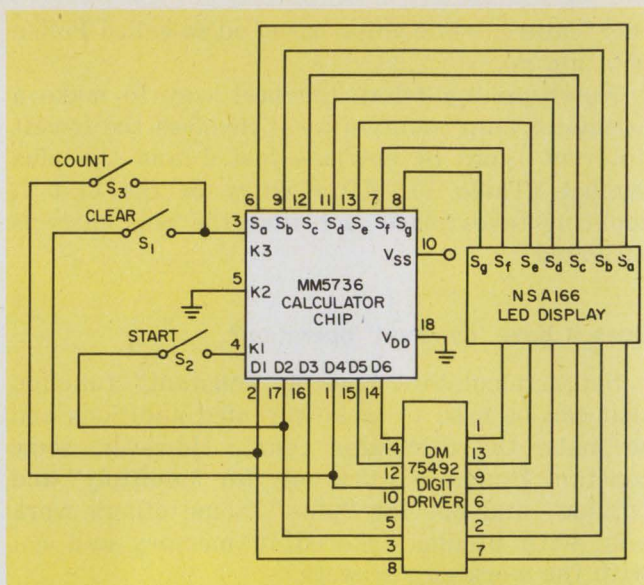 6 9 12 11 13 7 8
COUNT
S3
CLEAR
S1
3
Sa Sb Sc Sd Se Sf Sg
K3
VSS
10
5
K2
MM5736
CALCULATOR
CHIP
START
S2
4
K1
VDD
18
D1 D2 D3 D4 D5 D6
2 17 16 1 15 14
Sg Sf Se Sd Sc Sb Sa
NSA166
LED DISPLAY
14
12
10
5
3
8
DM
75492
DIGIT
DRIVER
1
13
9
6
2
7